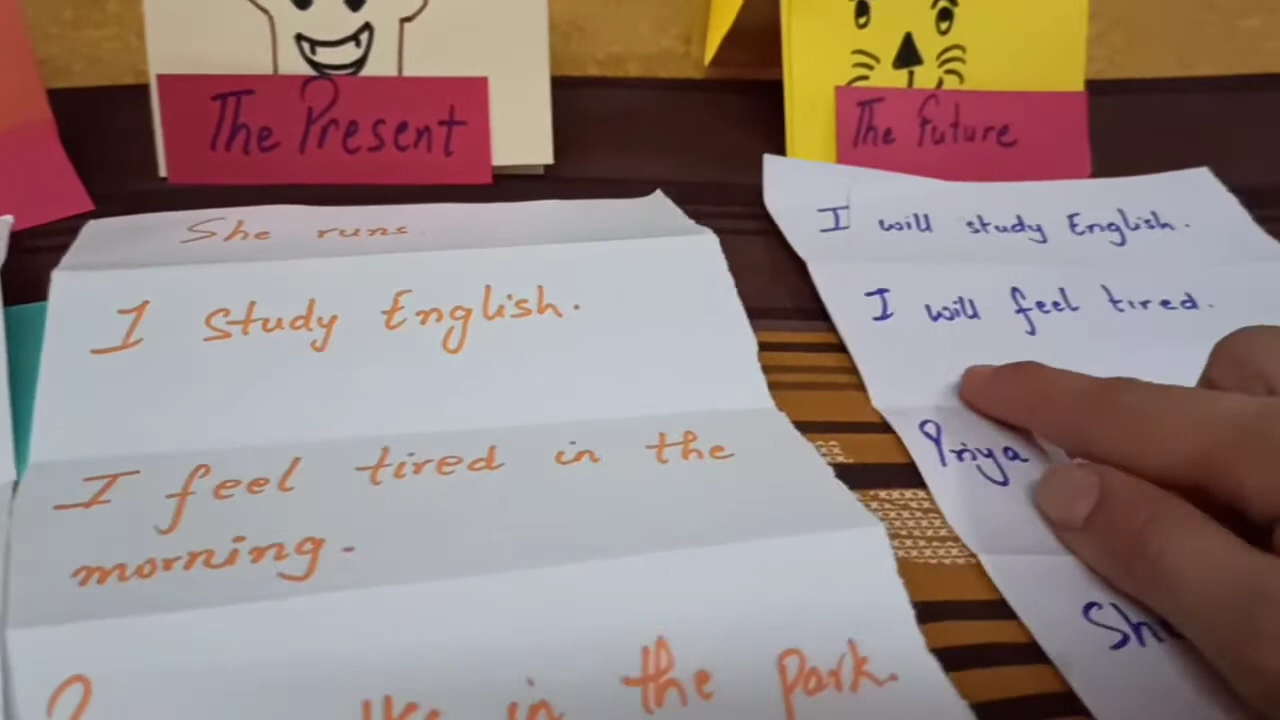 The Present
The Future
She runs
I study English.
I feel tired in the
morning.
in the park.
I will study English.
I will feel tired.
Priya